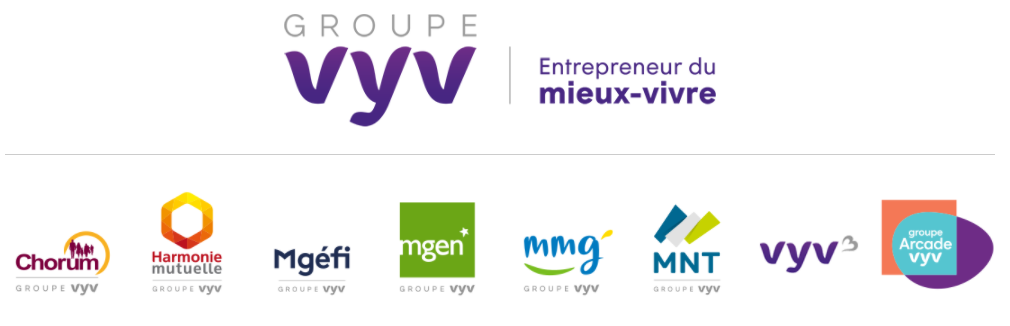 GROUPE
vyv
Entrepreneur du
mieux-vivre
Chorum
GROUPE vyv
Harmonie
mutuelle
GROUPE vyv
Mgéfi
GROUPE vyv
mgen
GROUPE vyv
mmg
GROUPE vyv
MNT
GROUPE vyv
vyv3
groupe
Arcade
vyv